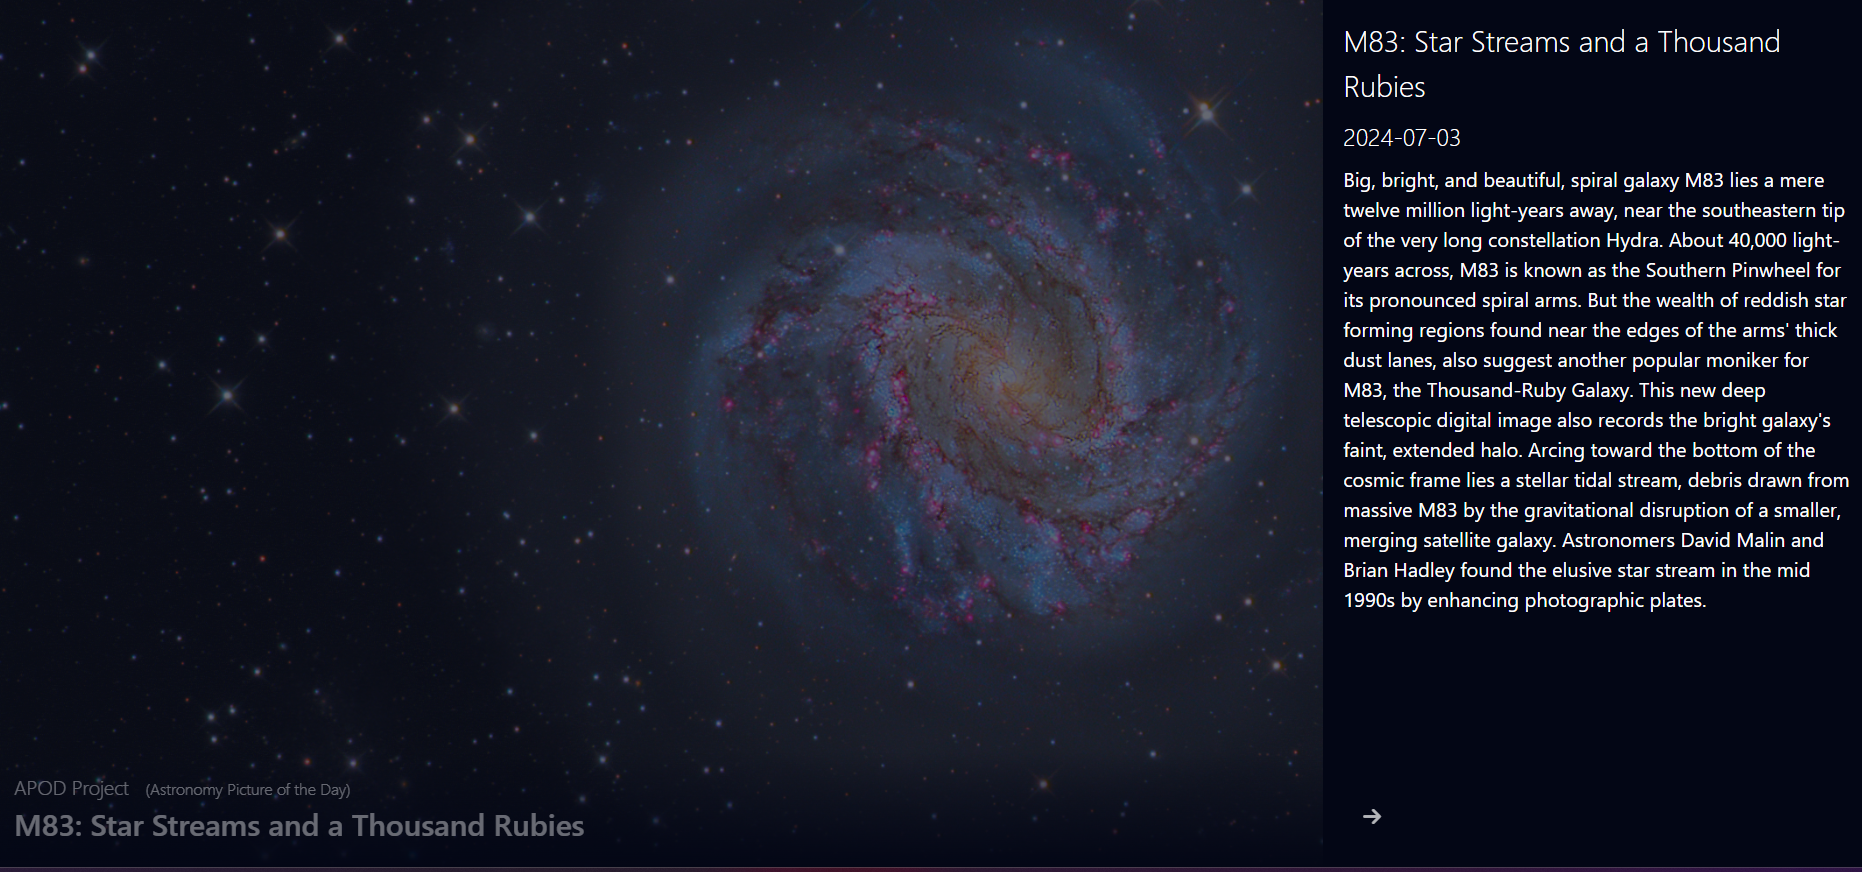 M83: Star Streams and a Thousand
Rubies
2024-07-03
Big, bright, and beautiful, spiral galaxy M83 lies a mere
twelve million light-years away, near the southeastern tip
of the very long constellation Hydra. About 40,000 light-
years across, M83 is known as the Southern Pinwheel for
its pronounced spiral arms. But the wealth of reddish star
forming regions found near the edges of the arms' thick
dust lanes, also suggest another popular moniker for
M83, the Thousand-Ruby Galaxy. This new deep
telescopic digital image also records the bright galaxy's
faint, extended halo. Arcing toward the bottom of the
cosmic frame lies a stellar tidal stream, debris drawn from
massive M83 by the gravitational disruption of a smaller,
merging satellite galaxy. Astronomers David Malin and
Brian Hadley found the elusive star stream in the mid
1990s by enhancing photographic plates.
APOD Project (Astronomy Picture of the Day)
M83: Star Streams and a Thousand Rubies